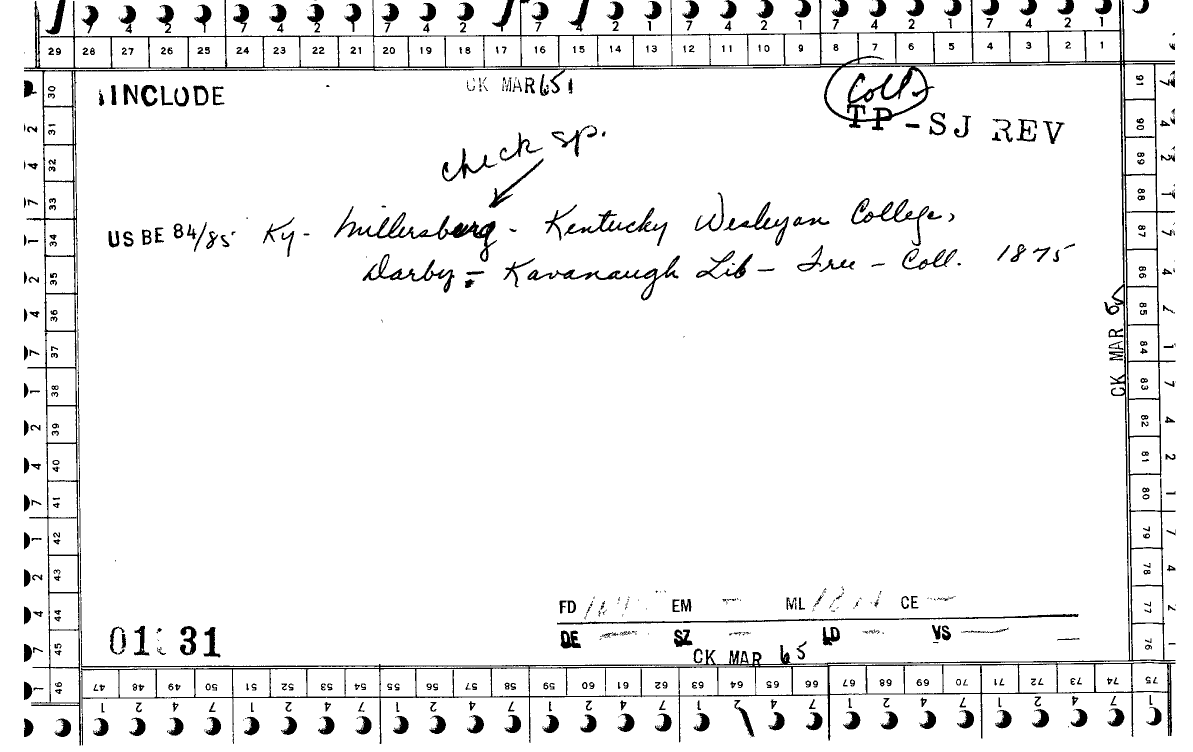 7 4 2 1 7 4 2 1 7 4 2 1 7 4 2 1 7 4 2 1 7 4 2 1 7 4 2 1
29 28 27 26 25 24 23 22 21 20 19 18 17 16 15 14 13 12 11 10 9 8 7 6 5 4 3 2 1
INCLUDE
CK MAR 65
Coll.
TP-SJ REV
check sp.
US BE 84/85 Ky- Millersburg - Kentucky Wesleyan College,
Darby - Kavanaugh Lib - Free - Coll. 1875
30 31 32 33 34 35 36 37 38 39 40 41 42 43 44 45 46
91 90 89 88 87 86 85 84 83 82 81 80 79 78 77 76 75
CK MAR 65
FD EM - ML CE -
DE - SZ - LD - VS -
31
CK MAR 65
47 48 49 50 51 52 53 54 55 56 57 58 59 60 61 62 63 64 65 66 67 68 69 70 71 72 73 74
1 2 4 7 1 2 4 7 1 2 4 7 1 2 4 7 1 2 4 7 1 2 4 7 1 2 4 7